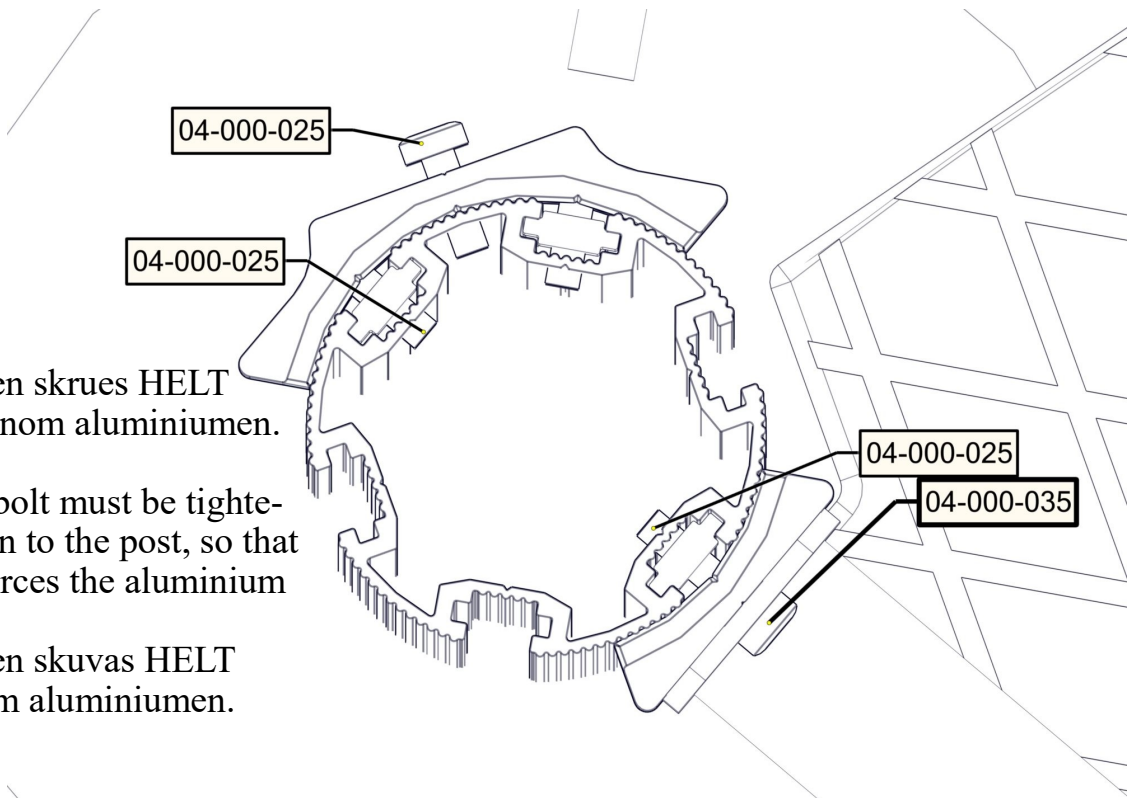 04-000-025
04-000-025
en skrues HELT
nom aluminiumen.
bolt must be tighte-
n to the post, so that
rces the aluminium
en skuvas HELT
m aluminiumen.
04-000-025
04-000-035